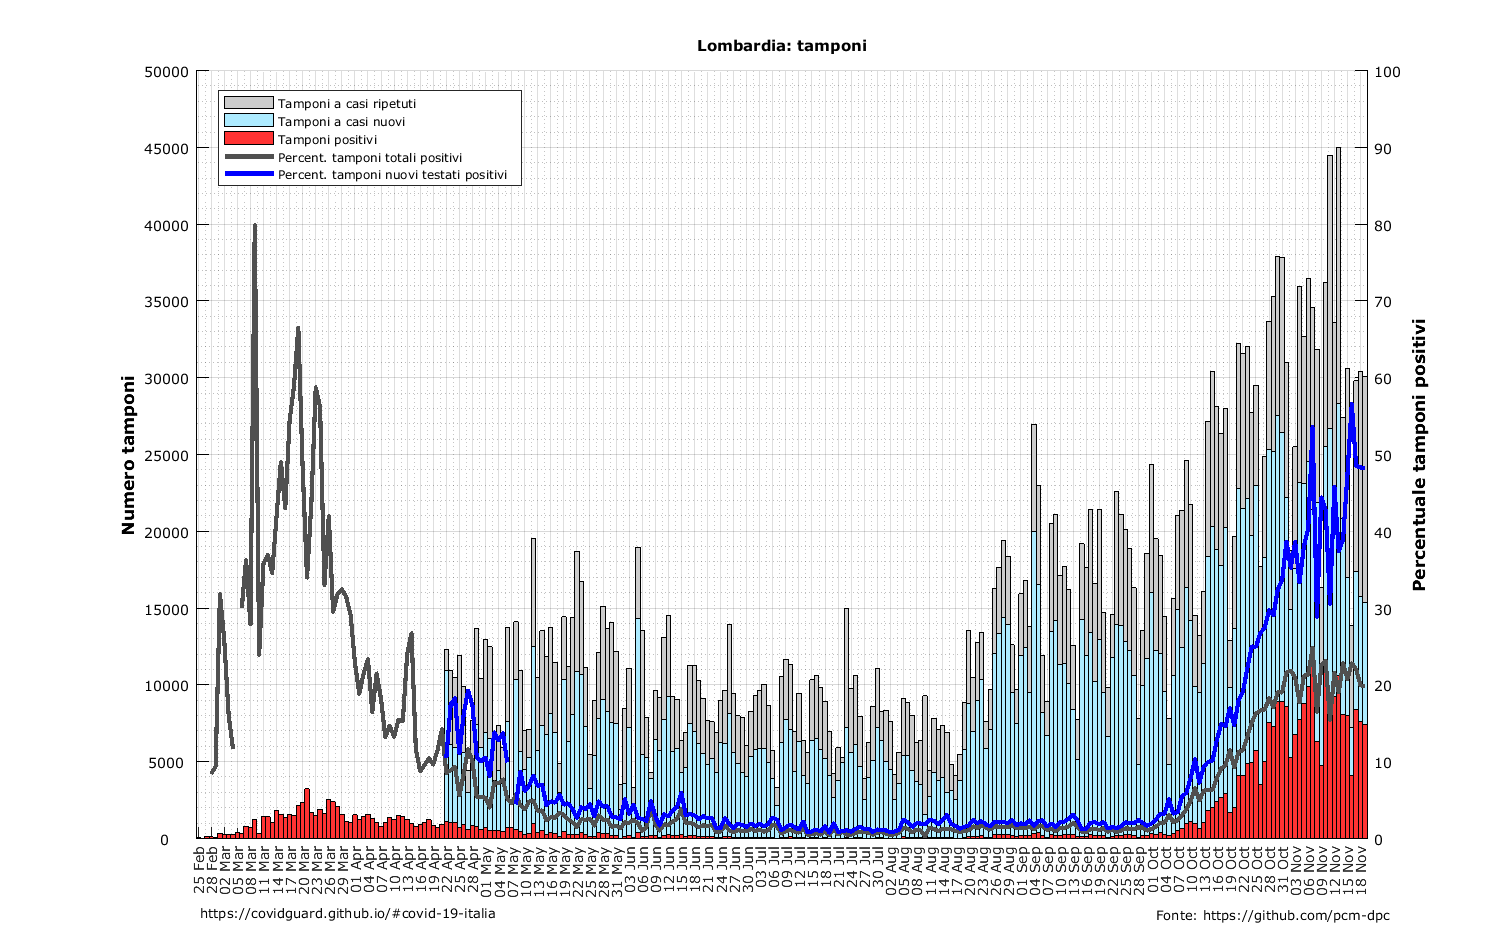 Lombardia: tamponi
50000
45000
40000
35000
30000
25000
20000
15000
10000
5000
0
100
90
80
70
60
50
40
30
20
10
0
Tamponi a casi ripetuti
Tamponi a casi nuovi
Tamponi positivi
Percent. tamponi totali positivi
Percent. tamponi nuovi testati positivi
Numero tamponi
Percentuale tamponi positivi
25 Feb
28 Feb
02 Mar
05 Mar
08 Mar
11 Mar
14 Mar
17 Mar
20 Mar
23 Mar
26 Mar
29 Mar
01 Apr
04 Apr
07 Apr
10 Apr
13 Apr
16 Apr
19 Apr
22 Apr
25 Apr
28 Apr
01 May
04 May
07 May
10 May
13 May
16 May
19 May
22 May
25 May
28 May
31 May
03 Jun
06 Jun
09 Jun
12 Jun
15 Jun
18 Jun
21 Jun
24 Jun
27 Jun
30 Jun
03 Jul
06 Jul
09 Jul
12 Jul
15 Jul
18 Jul
21 Jul
24 Jul
27 Jul
30 Jul
02 Aug
05 Aug
08 Aug
11 Aug
14 Aug
17 Aug
20 Aug
23 Aug
26 Aug
29 Aug
01 Sep
04 Sep
07 Sep
10 Sep
13 Sep
16 Sep
19 Sep
22 Sep
25 Sep
28 Sep
01 Oct
04 Oct
07 Oct
10 Oct
13 Oct
16 Oct
19 Oct
22 Oct
25 Oct
28 Oct
31 Oct
03 Nov
06 Nov
09 Nov
12 Nov
15 Nov
18 Nov
https://covidguard.github.io/#covid-19-italia
Fonte: https://github.com/pcm-dpc